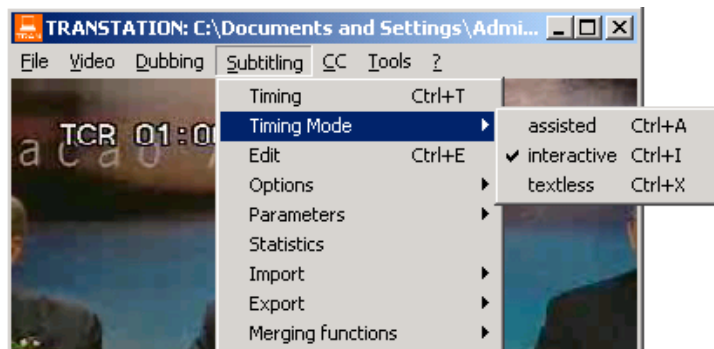 TRANSTATION: C:\Documents and Settings\Admi...
File Video Dubbing Subtitling CC Tools ?
Timing Ctrl+T
Timing Mode
assisted Ctrl+A
interactive Ctrl+I
textless Ctrl+X
Edit Ctrl+E
Options
Parameters
Statistics
Import
Export
Merging functions
TCR 01:0